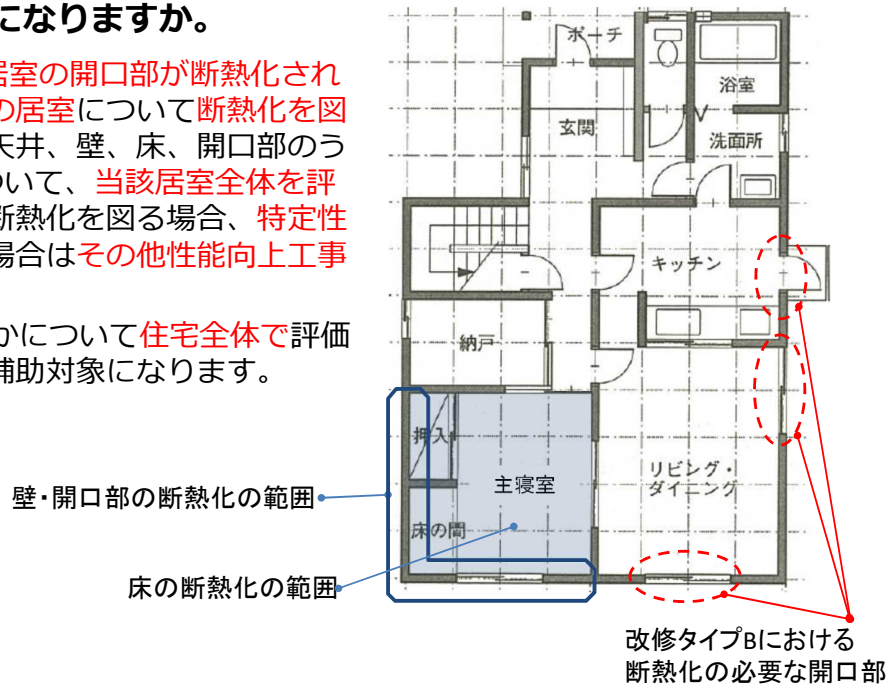 になりますか。
居室の開口部が断熱化され
の居室について断熱化を図
天井、壁、床、開口部のう
ついて、当該居室全体を評
断熱化を図る場合、特定性
場合はその他性能向上工事
かについて住宅全体で評価
補助対象になります。
ポーチ
浴室
玄関
洗面所
キッチン
納戸
押入
主寝室
リビング・
ダイニング
床の間
壁・開口部の断熱化の範囲
床の断熱化の範囲
改修タイプBにおける
断熱化の必要な開口部